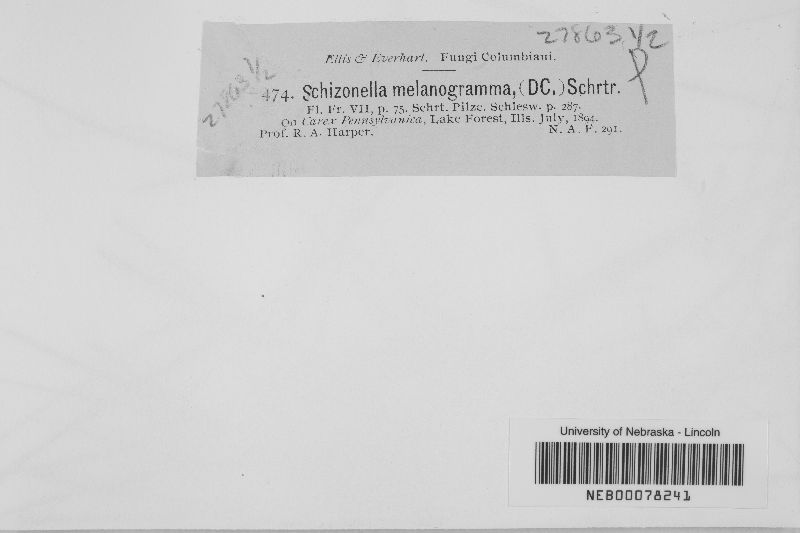 27863 1/2
Ellis & Everhart. Fungi Columbiani.
27863 1/2
474. Schizonella melanogramma, (DC.) Schrtr.
Fl. Fr. VII, p. 75. Schrt. Pilze. Schlesw. p. 287.
On Carex Pennsylvanica, Lake Forest, Ills. July, 1894.
Prof. R. A. Harper. N. A. F. 291.
University of Nebraska - Lincoln
NEB00078241